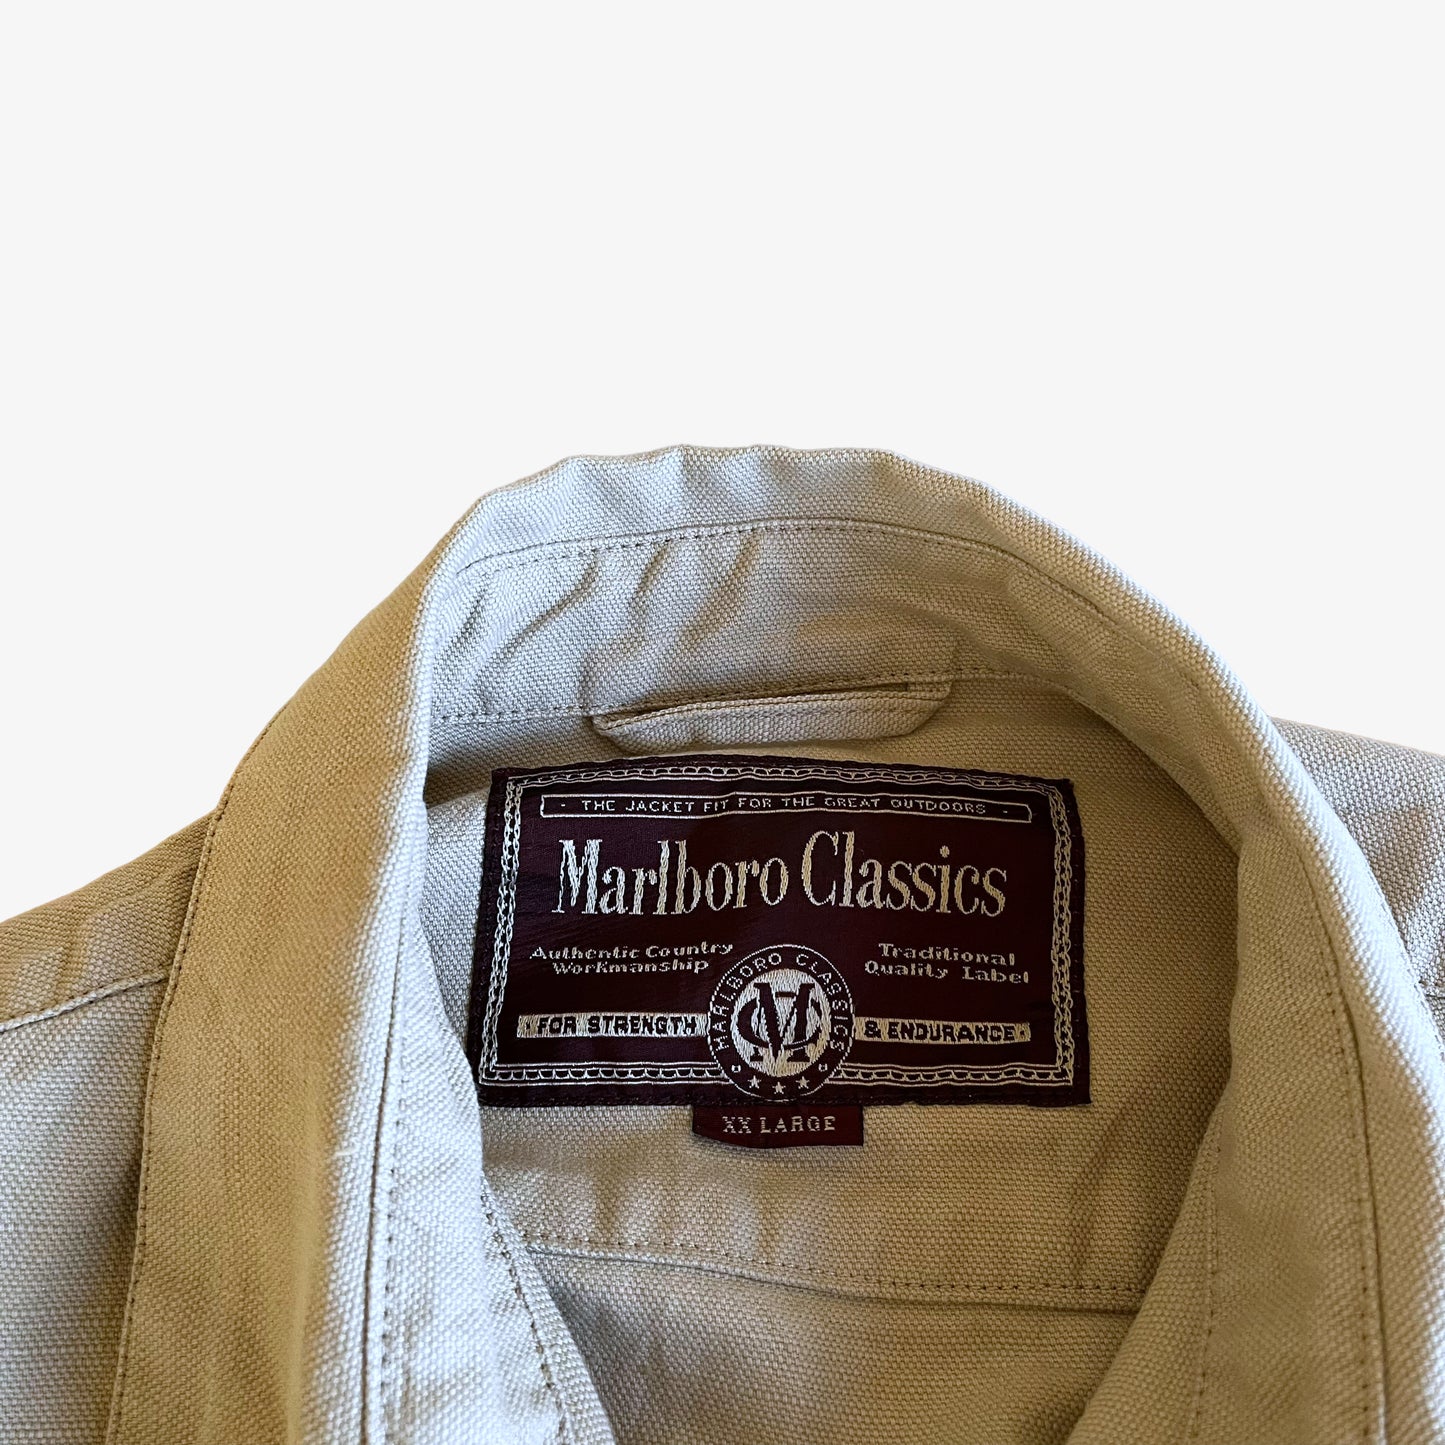 - THE JACKET FIT FOR THE GREAT OUTDOORS -
Marlboro Classics
Authentic Country
Workmanship
Traditional
Quality Label
MARLBORO CLASSICS
MC
· FOR STRENGTH & ENDURANCE ·
XX LARGE